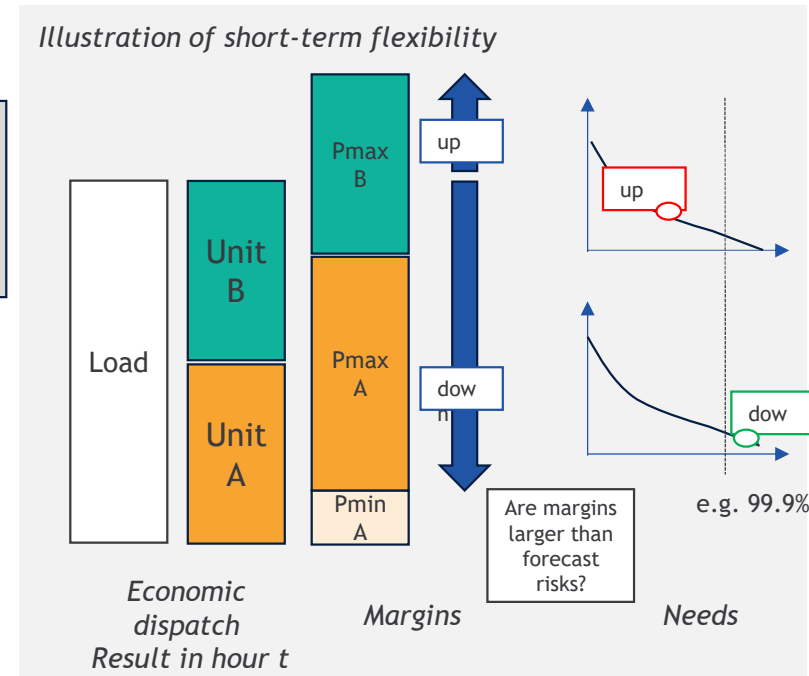 Illustration of short-term flexibility
Load
Unit
B
Unit
A
Pmax
B
Pmax
A
Pmin
A
up
dow
n
up
dow
Are margins
larger than
forecast
risks?
e.g. 99.9%
Economic
dispatch
Result in hour t
Margins
Needs